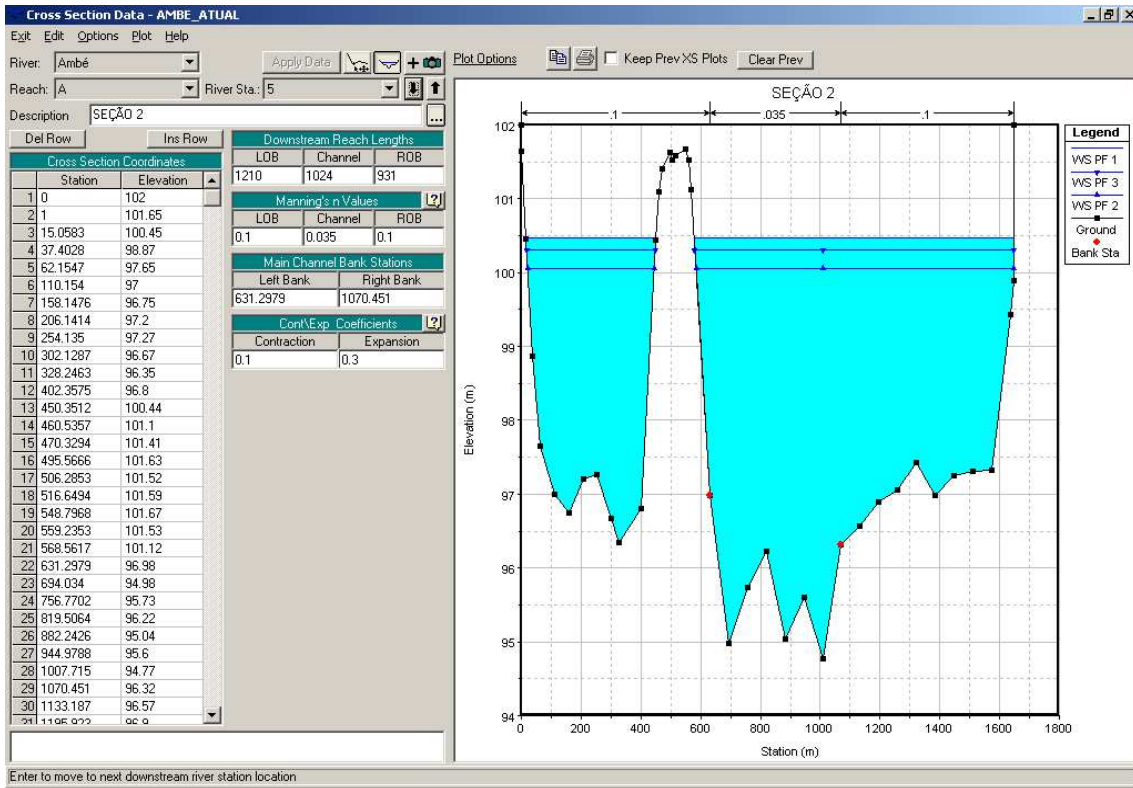 Cross Section Data - AMBE_ATUAL
Exit Edit Options Plot Help
River: Ambé Apply Data
Reach: A River Sta.: 5
Description SEÇÃO 2 ...
Del Row Ins Row
Cross Section Coordinates
Station Elevation
1 0 102
2 1 101.65
3 15.0583 100.45
4 37.4028 98.87
5 62.1547 97.65
6 110.154 97
7 158.1476 96.75
8 206.1414 97.2
9 254.135 97.27
10 302.1287 96.67
11 328.2463 96.35
12 402.3575 96.8
13 450.3512 100.44
14 460.5357 101.1
15 470.3294 101.41
16 495.5666 101.63
17 506.2853 101.52
18 516.6494 101.59
19 548.7968 101.67
20 559.2353 101.53
21 568.5617 101.12
22 631.2979 96.98
23 694.034 94.98
24 756.7702 95.73
25 819.5064 96.22
26 882.2426 95.04
27 944.9788 95.6
28 1007.715 94.77
29 1070.451 96.32
30 1133.187 96.57
31 1195.923 96.9
Downstream Reach Lengths
LOB Channel ROB
1210 1024 931
Manning's n Values
LOB Channel ROB
0.1 0.035 0.1
Main Channel Bank Stations
Left Bank Right Bank
631.2979 1070.451
Cont\Exp Coefficients
Contraction Expansion
0.1 0.3
Plot Options Keep Prev XS Plots Clear Prev
SEÇÃO 2
.1 .035 .1
102
101
100
99
98
97
96
95
94
Elevation (m)
0 200 400 600 800 1000 1200 1400 1600 1800
Station (m)
Legend
WS PF 1
WS PF 3
WS PF 2
Ground
Bank Sta
Enter to move to next downstream river station location